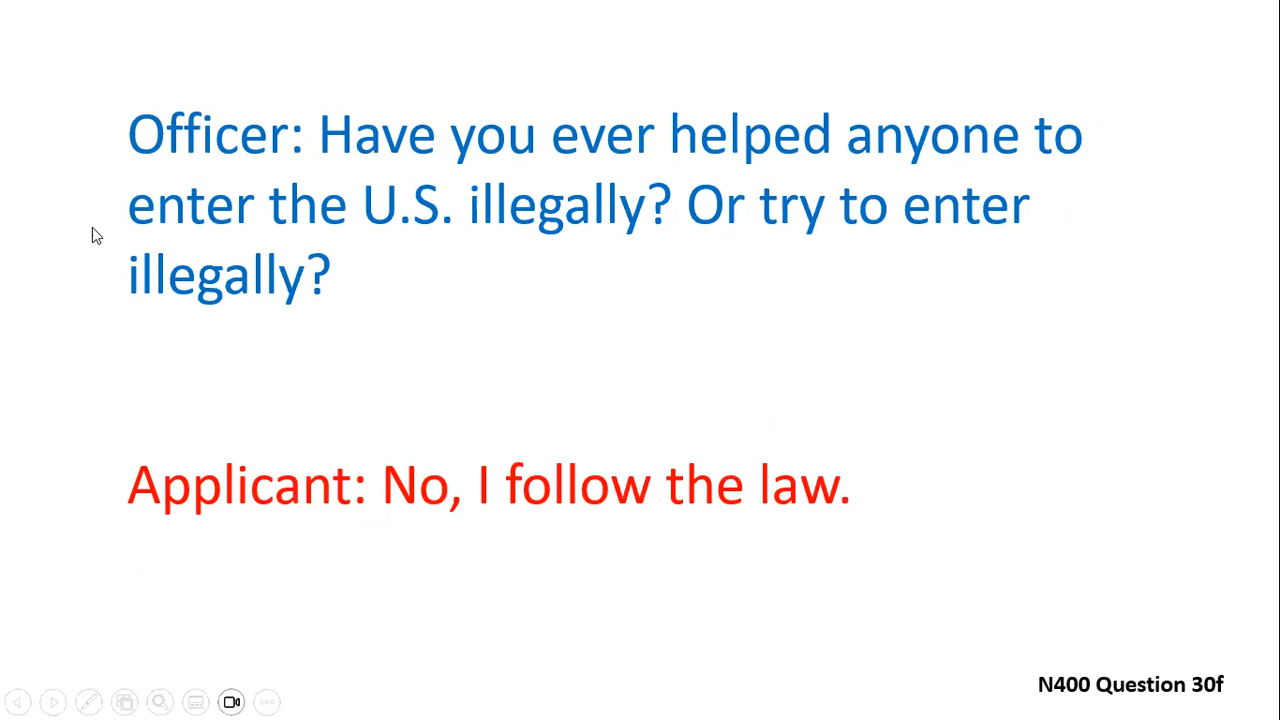 Officer: Have you ever helped anyone to
enter the U.S. illegally? Or try to enter
illegally?
Applicant: No, I follow the law.
N400 Question 30f